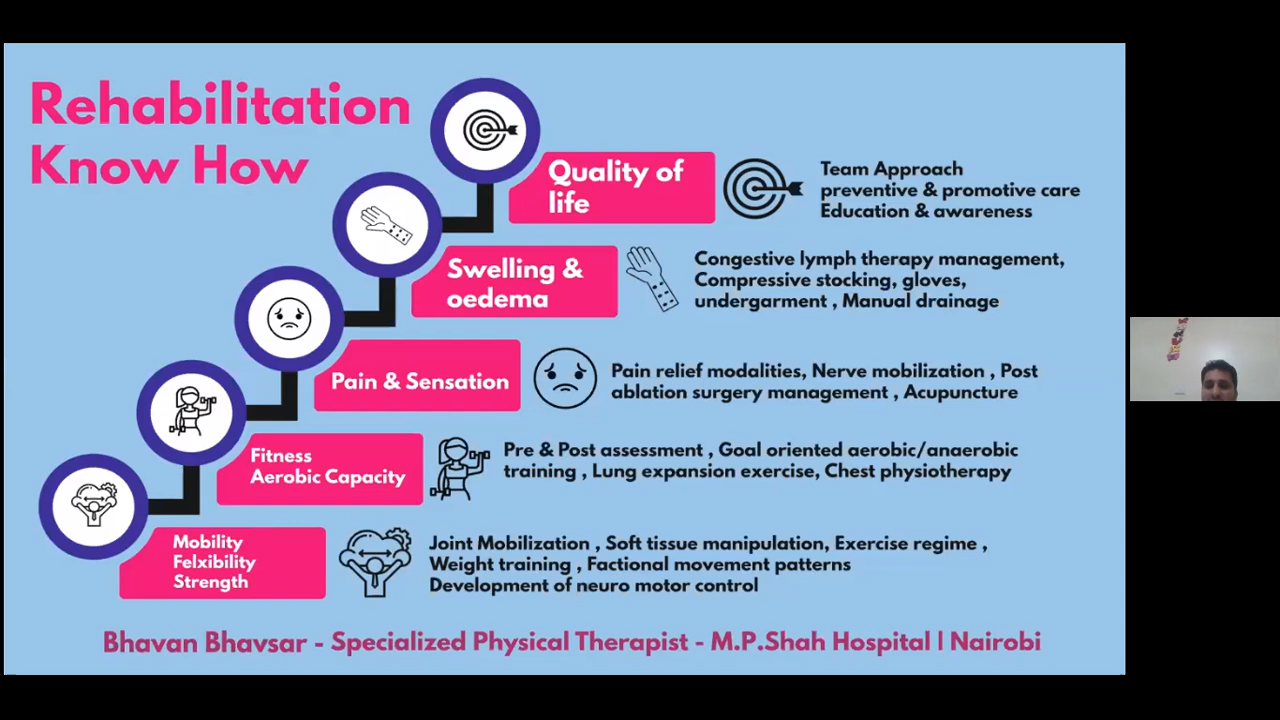 Rehabilitation
Know How
Quality of
life
Team Approach
preventive & promotive care
Education & awareness
Swelling &
oedema
Congestive lymph therapy management,
Compressive stocking, gloves,
undergarment , Manual drainage
Pain & Sensation
Pain relief modalities, Nerve mobilization , Post
ablation surgery management , Acupuncture
Fitness
Aerobic Capacity
Pre & Post assessment , Goal oriented aerobic/anaerobic
training , Lung expansion exercise, Chest physiotherapy
Mobility
Felxibility
Strength
Joint Mobilization , Soft tissue manipulation, Exercise regime ,
Weight training , Factional movement patterns
Development of neuro motor control
Bhavan Bhavsar - Specialized Physical Therapist - M.P.Shah Hospital | Nairobi